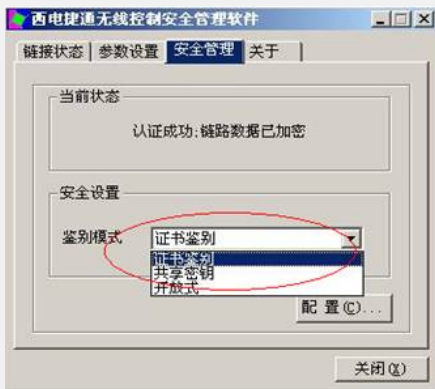 西电捷通无线控制安全管理软件
链接状态 参数设置 安全管理 关于
当前状态
认证成功;链路数据已加密
安全设置
鉴别模式 证书鉴别
证书鉴别
共享密钥
开放式
配 置(C)...
关闭(X)